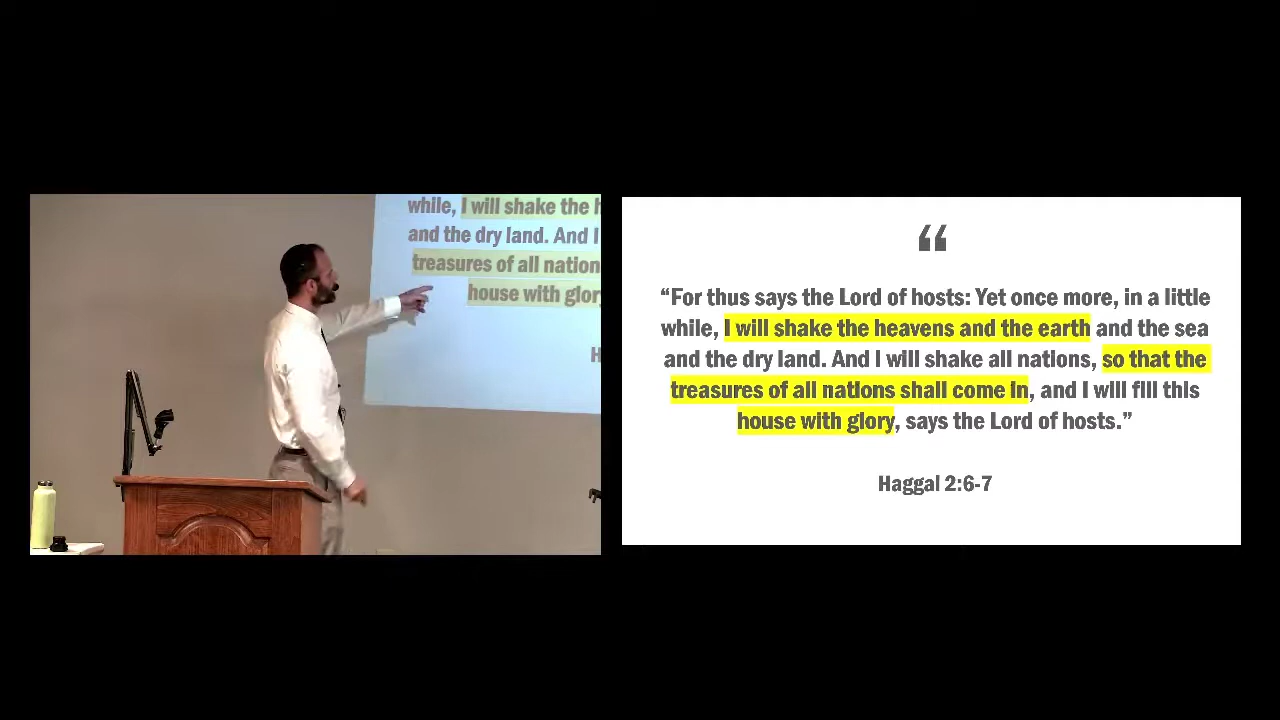 while, I will shake the h
and the dry land. And I
treasures of all nation
house with glory
H
“
“For thus says the Lord of hosts: Yet once more, in a little
while, I will shake the heavens and the earth and the sea
and the dry land. And I will shake all nations, so that the
treasures of all nations shall come in, and I will fill this
house with glory, says the Lord of hosts.”
Haggai 2:6-7